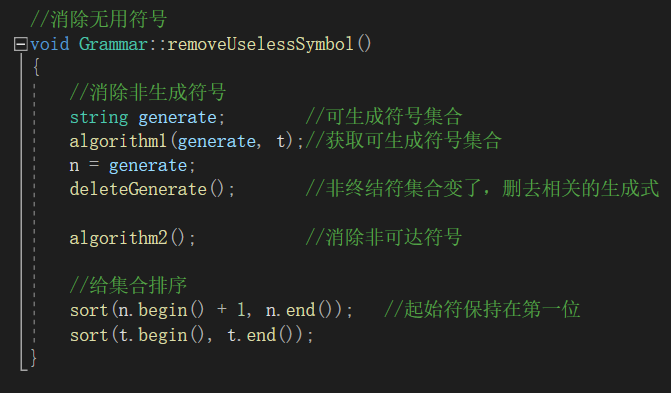 //消除无用符号
void Grammar::removeUselessSymbol()
{
//消除非生成符号
string generate; //可生成符号集合
algorithm1(generate, t);//获取可生成符号集合
n = generate;
deleteGenerate(); //非终结符集合变了，删去相关的生成式
algorithm2(); //消除非可达符号
//给集合排序
sort(n.begin() + 1, n.end()); //起始符保持在第一位
sort(t.begin(), t.end());
}